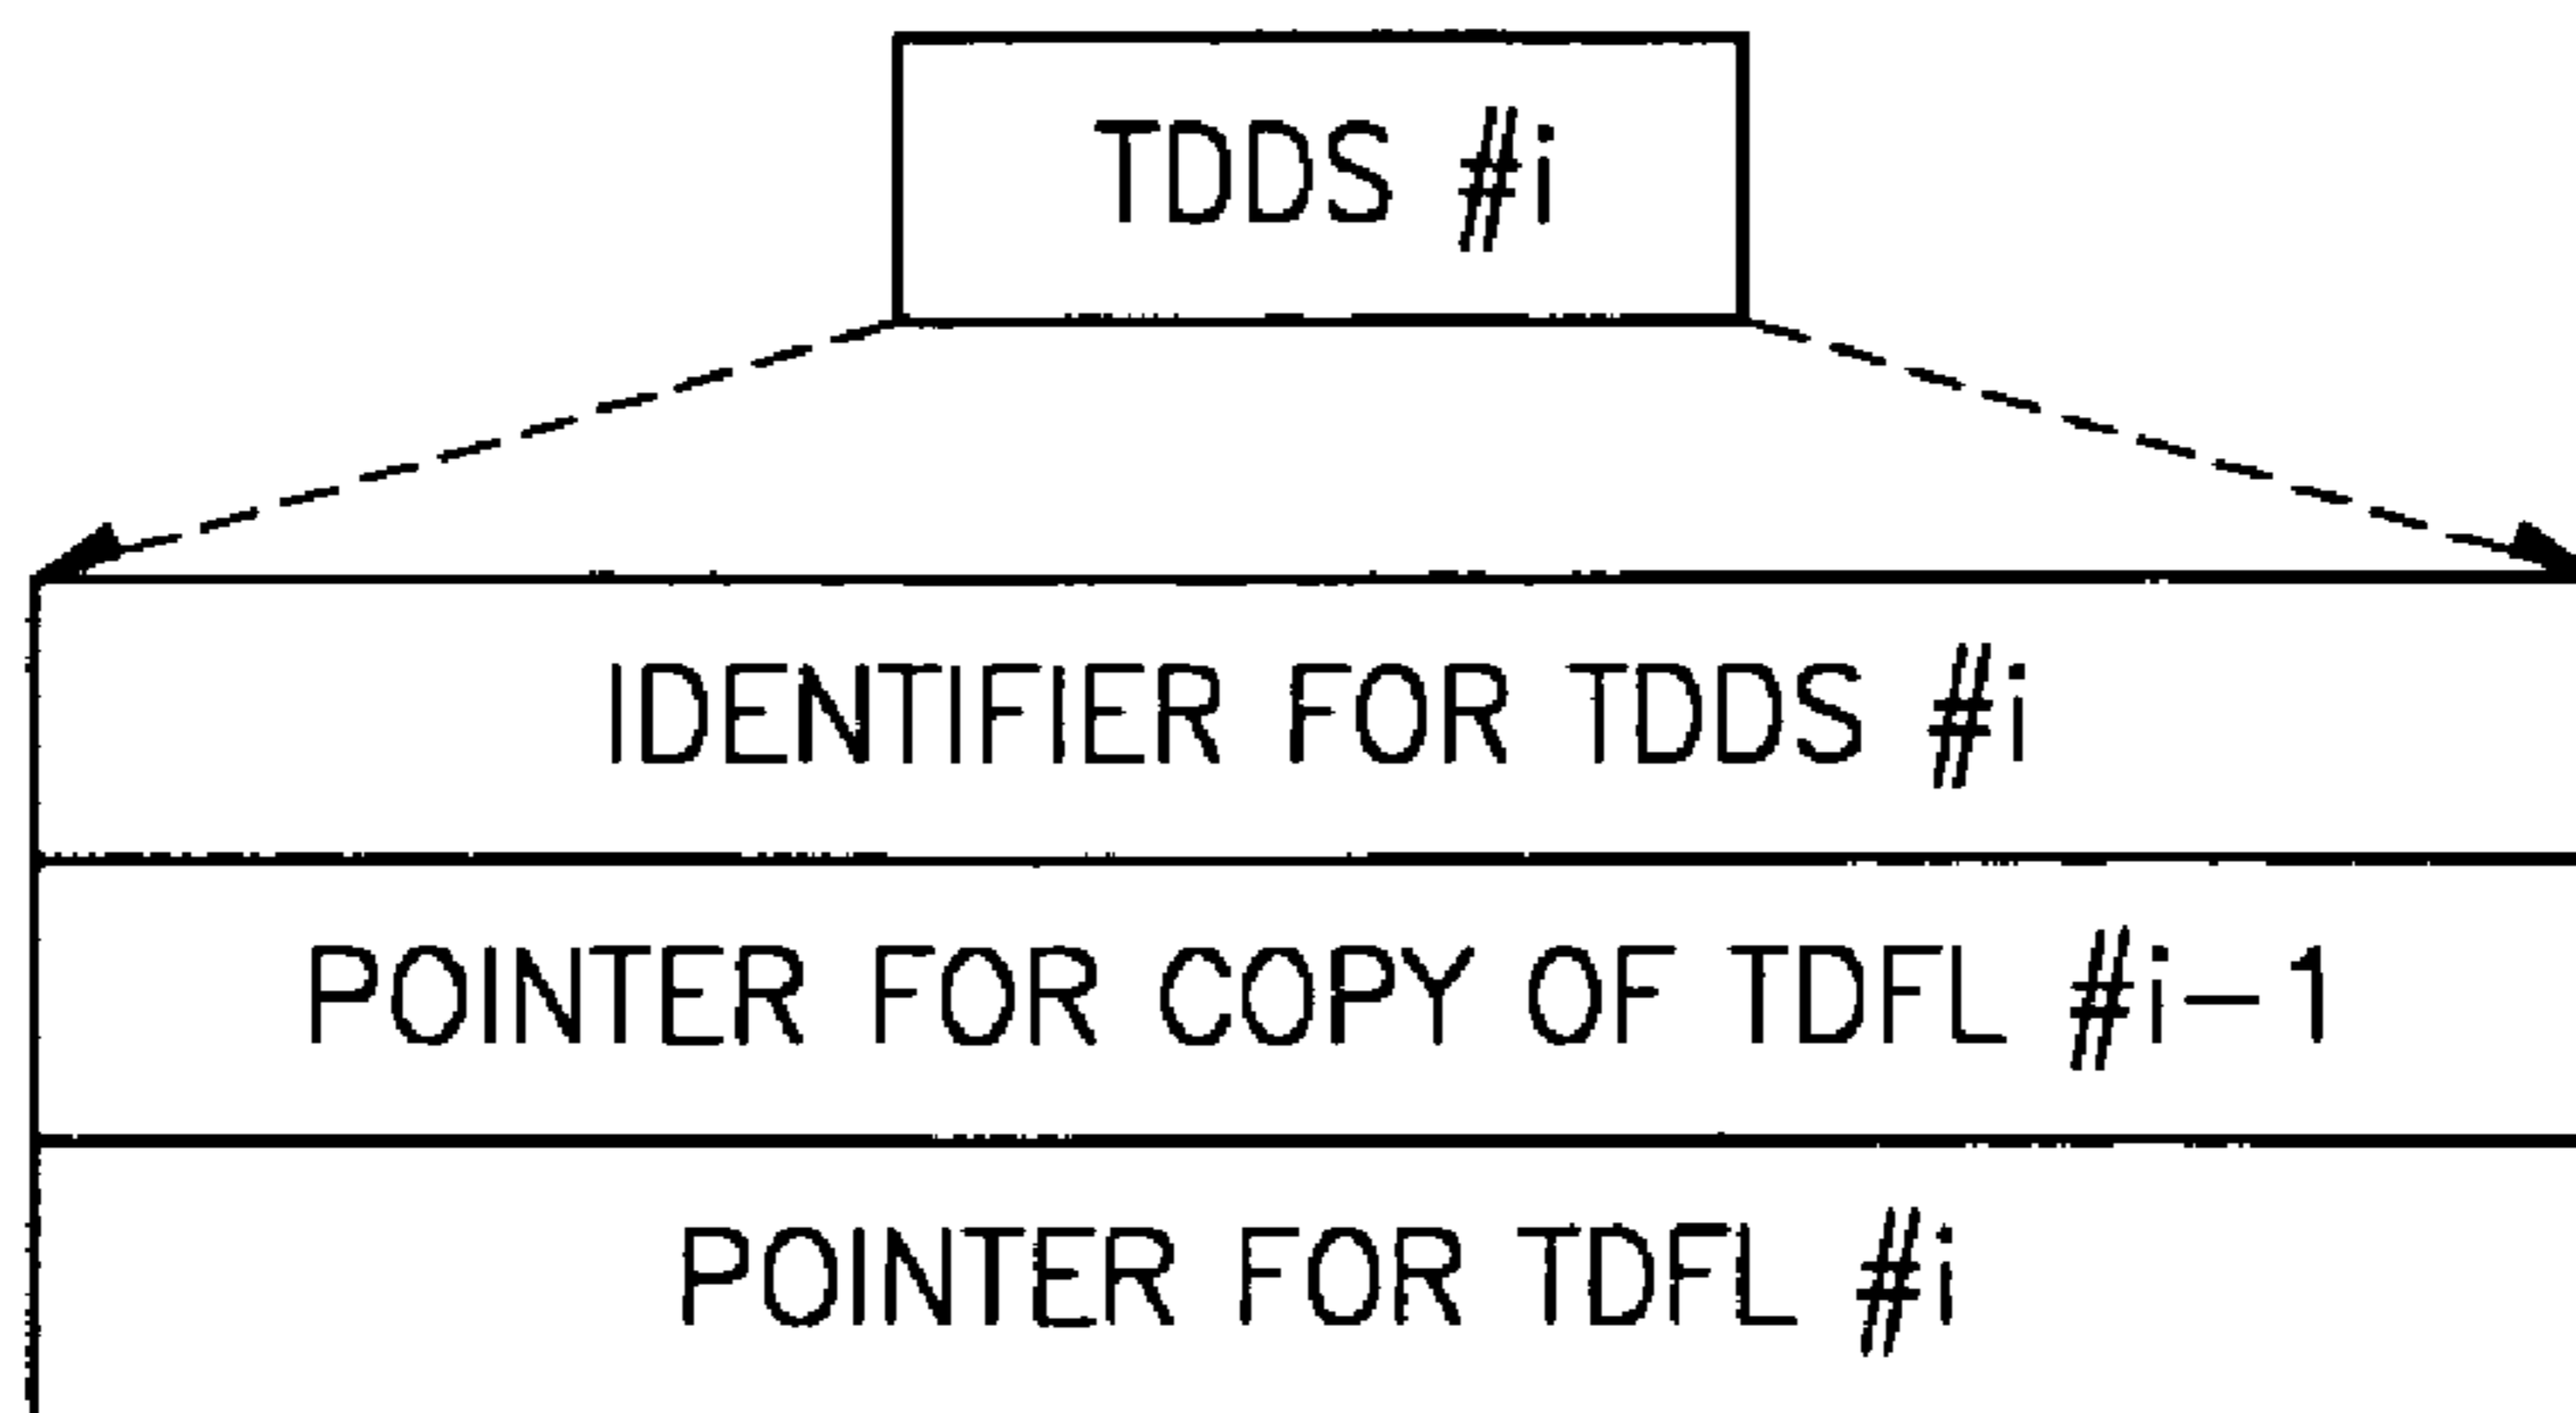 TDDS #i
IDENTIFIER FOR TDDS #i
POINTER FOR COPY OF TDFL #i–1
POINTER FOR TDFL #i